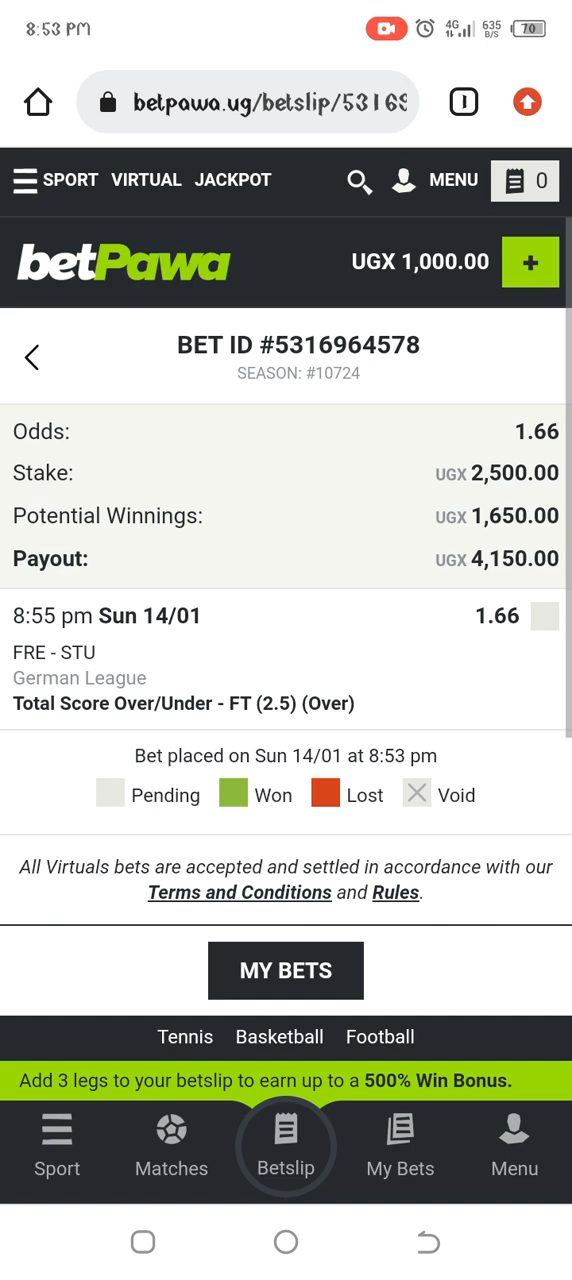 8:53 PM 4G 635 B/S 70
betpawa.ug/betslip/53169
SPORT VIRTUAL JACKPOT MENU 0
betPawa UGX 1,000.00 +
BET ID #5316964578
SEASON: #10724
Odds: 1.66
Stake: UGX 2,500.00
Potential Winnings: UGX 1,650.00
Payout: UGX 4,150.00
8:55 pm Sun 14/01 1.66
FRE - STU
German League
Total Score Over/Under - FT (2.5) (Over)
Bet placed on Sun 14/01 at 8:53 pm
Pending Won Lost Void
All Virtuals bets are accepted and settled in accordance with our
Terms and Conditions and Rules.
MY BETS
Tennis Basketball Football
Add 3 legs to your betslip to earn up to a 500% Win Bonus.
Sport Matches Betslip My Bets Menu